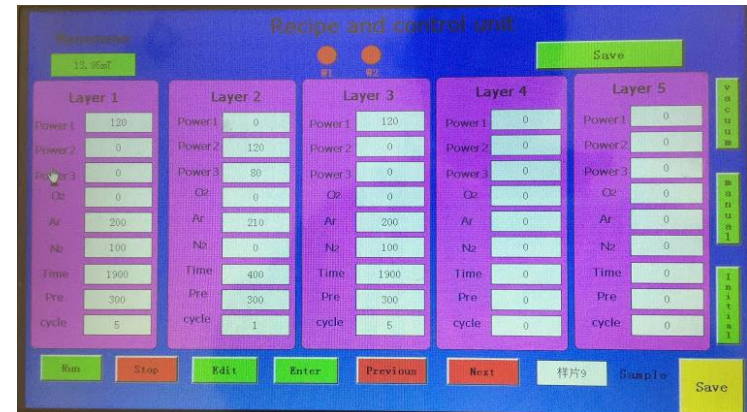 Recipe and control unit
13.95mT
W1 W2
Save
Layer 1 Layer 2 Layer 3 Layer 4 Layer 5
Power1 120 Power1 0 Power1 120 Power1 0 Power1 0
Power2 0 Power2 120 Power2 0 Power2 0 Power2 0
Power3 0 Power3 80 Power3 0 Power3 0 Power3 0
O2 0 O2 0 O2 0 O2 0 O2 0
Ar 200 Ar 210 Ar 200 Ar 0 Ar 0
N2 100 N2 0 N2 100 N2 0 N2 0
Time 1900 Time 400 Time 1900 Time 0 Time 0
Pre 300 Pre 300 Pre 300 Pre 0 Pre 0
cycle 5 cycle 1 cycle 5 cycle 0 cycle 0
vacuum
manual
Initial
Run Stop Edit Enter Previous Next 样片9 Sample Save